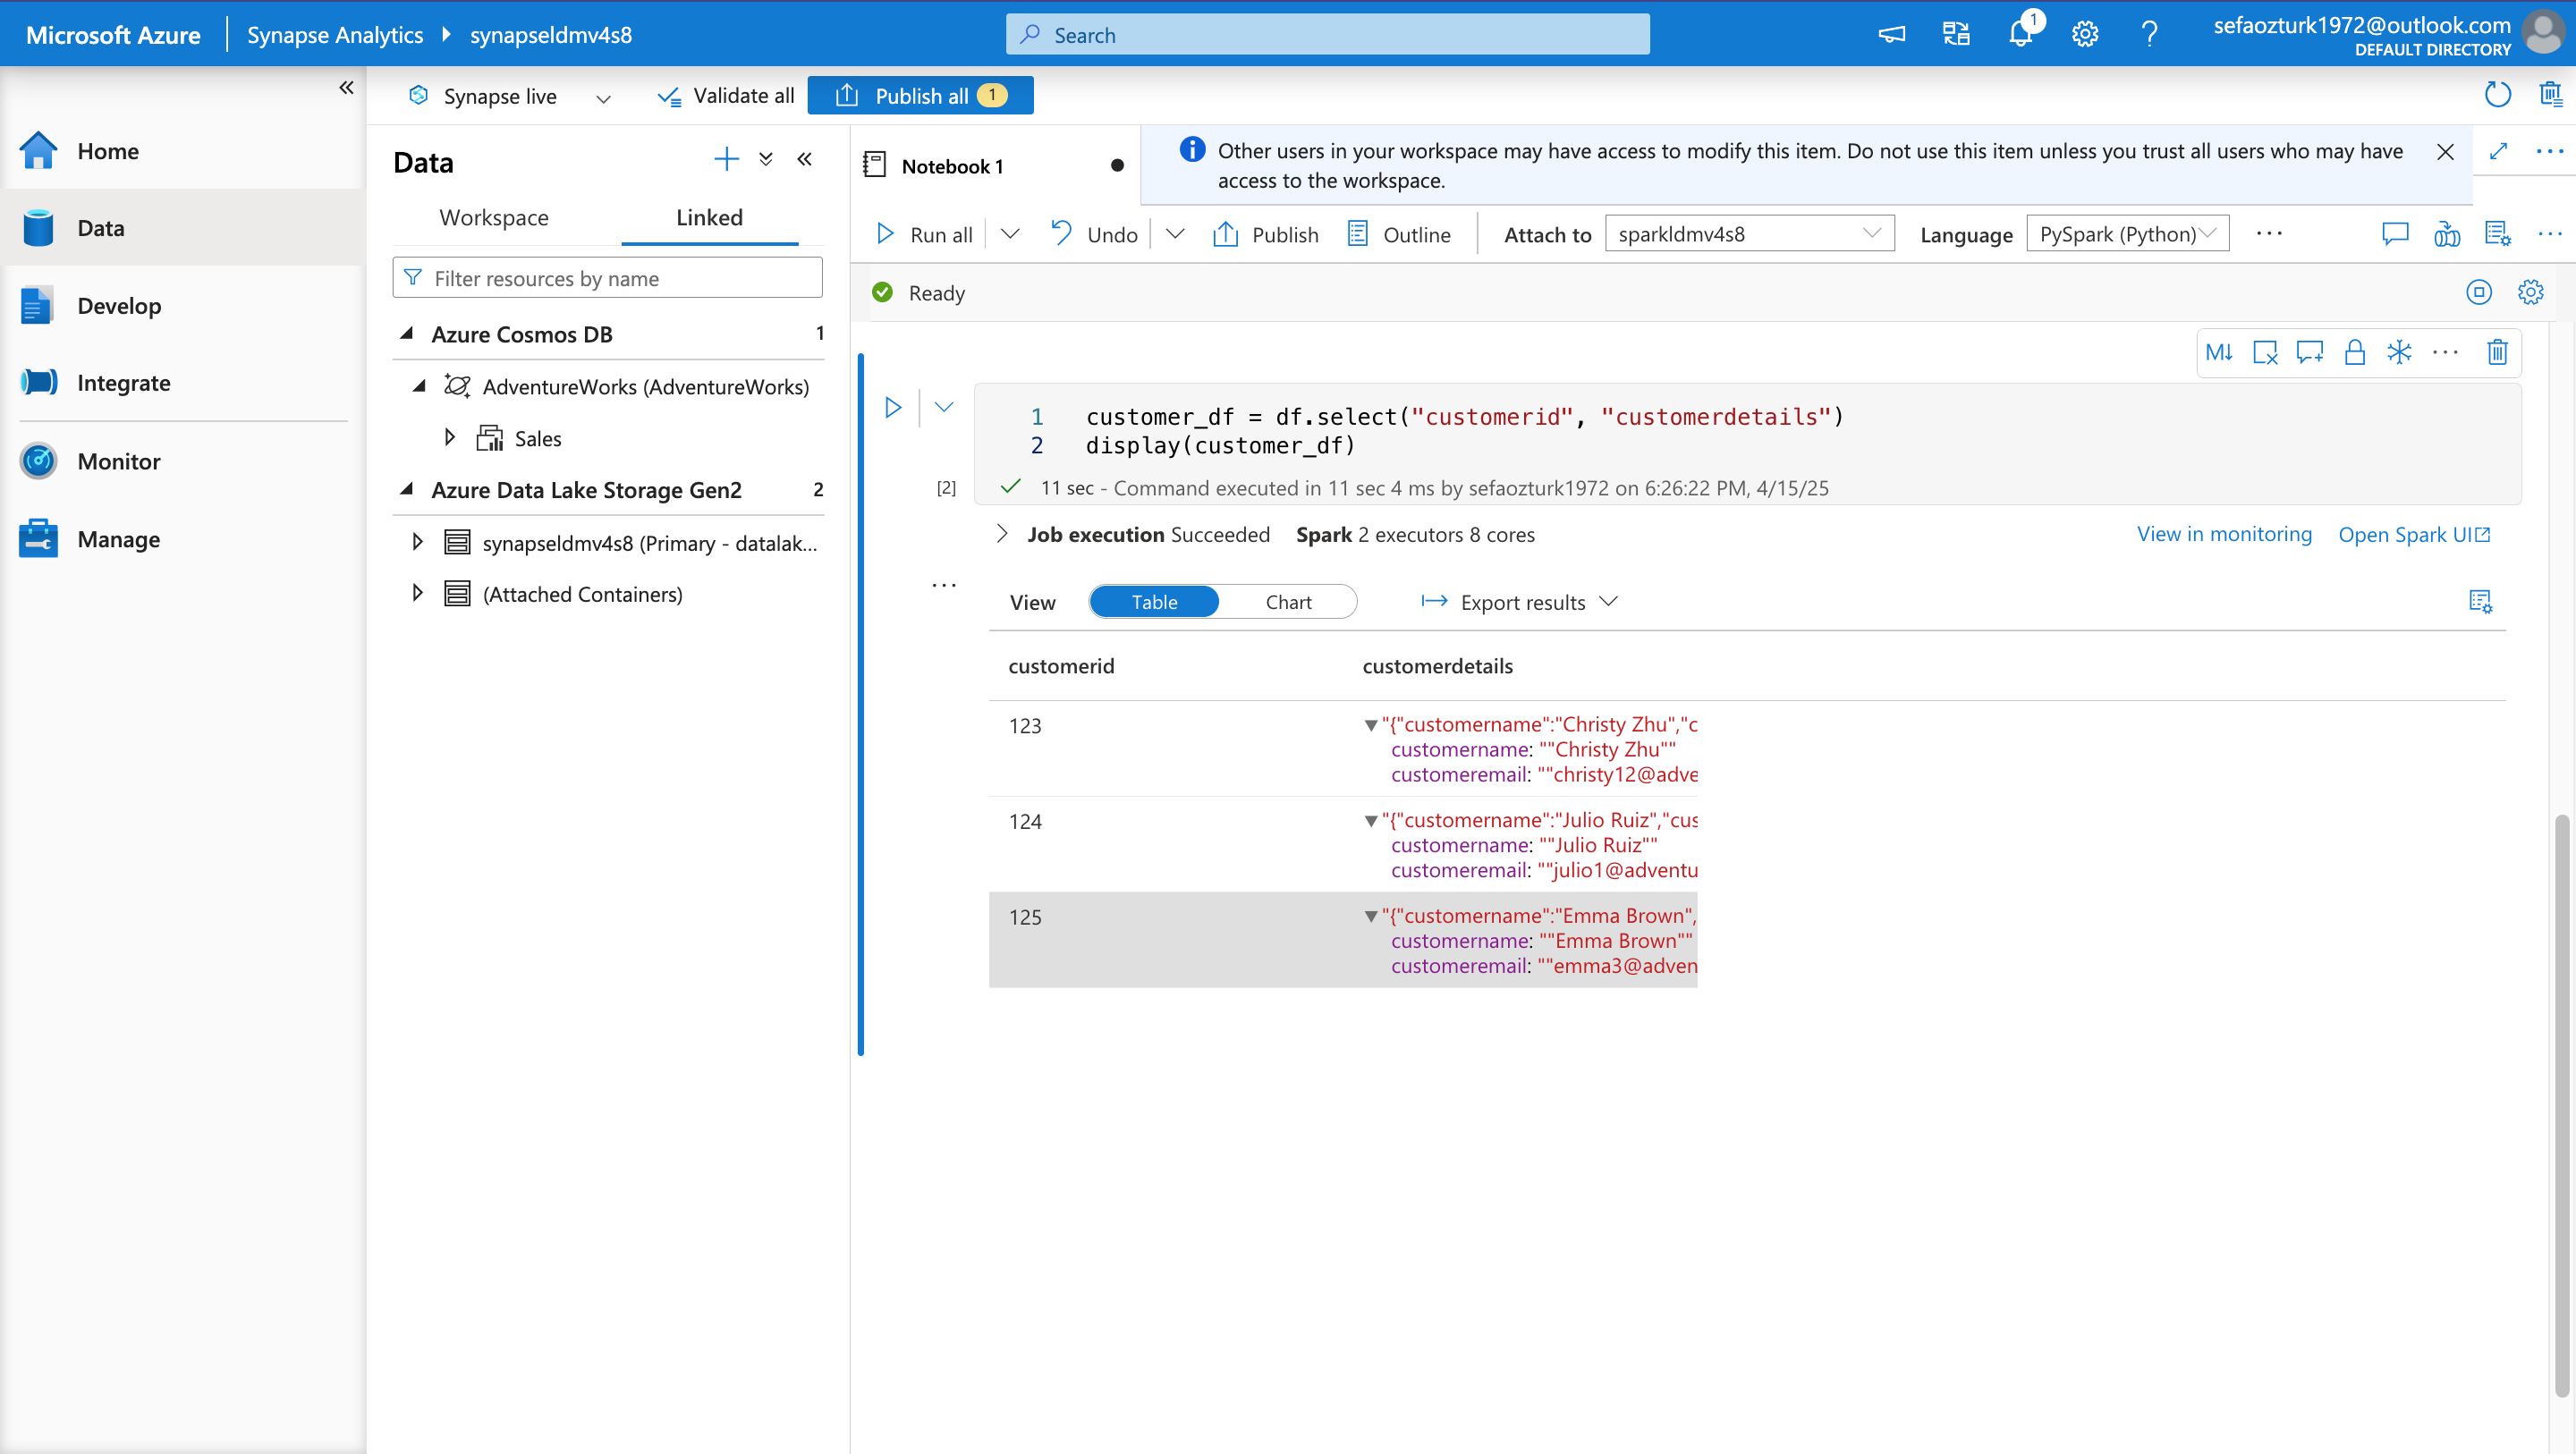 Microsoft Azure
Synapse Analytics
synapseldmv4s8
Search
1
sefaozturk1972@outlook.com
DEFAULT DIRECTORY
Synapse live
Validate all
Publish all 1
Home
Data
Develop
Integrate
Monitor
Manage
Data
Workspace
Linked
Filter resources by name
Azure Cosmos DB 1
AdventureWorks (AdventureWorks)
Sales
Azure Data Lake Storage Gen2 2
synapseldmv4s8 (Primary - datalak...
(Attached Containers)
Notebook 1
Other users in your workspace may have access to modify this item. Do not use this item unless you trust all users who may have
access to the workspace.
Run all
Undo
Publish
Outline
Attach to
sparkldmv4s8
Language
PySpark (Python)
Ready
M↓
1 customer_df = df.select("customerid", "customerdetails")
2 display(customer_df)
[2]
11 sec - Command executed in 11 sec 4 ms by sefaozturk1972 on 6:26:22 PM, 4/15/25
Job execution Succeeded Spark 2 executors 8 cores
View in monitoring
Open Spark UI
View
Table
Chart
Export results
customerid
customerdetails
123
"{"customername":"Christy Zhu","c
customername: ""Christy Zhu""
customeremail: ""christy12@adve
124
"{"customername":"Julio Ruiz","cus
customername: ""Julio Ruiz""
customeremail: ""julio1@adventu
125
"{"customername":"Emma Brown",
customername: ""Emma Brown""
customeremail: ""emma3@adven